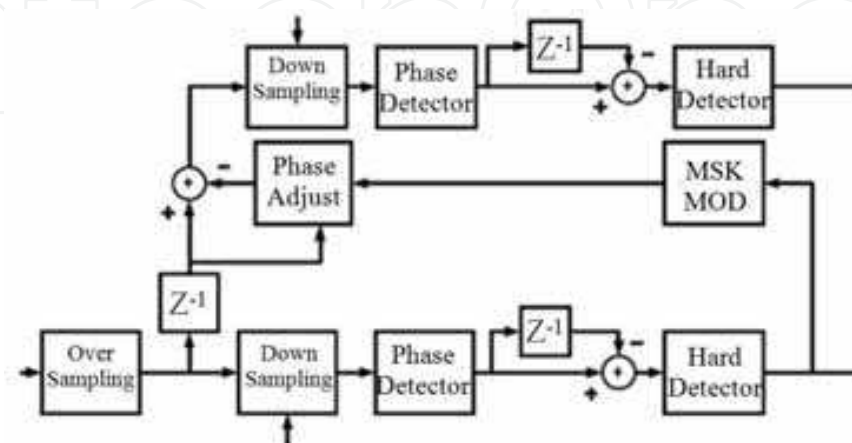 Down
Sampling
Phase
Detector
Z-1
-
+
+
Hard
Detector
-
+
+
Phase
Adjust
MSK
MOD
Z-1
Over
Sampling
Down
Sampling
Phase
Detector
Z-1
-
+
+
Hard
Detector